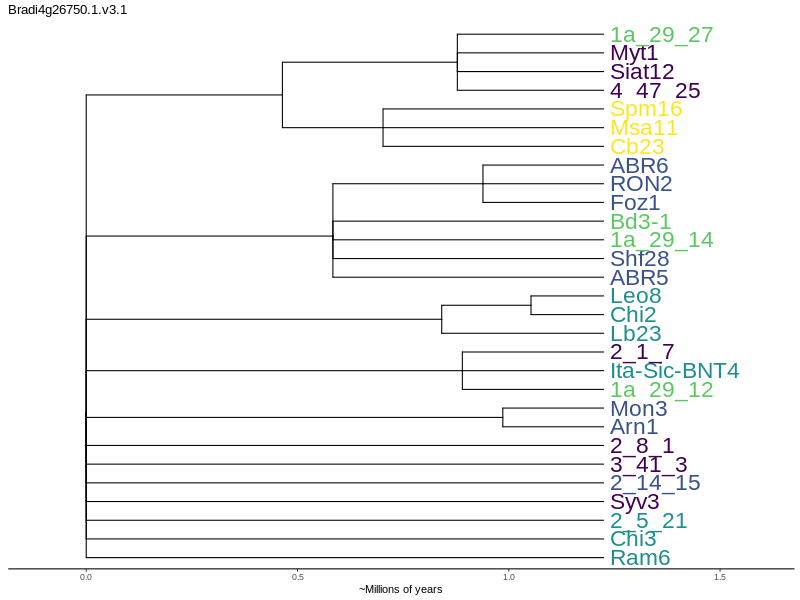 Bradi4g26750.1.v3.1
1a_29_27
Myt1
Siat12
4_47_25
Spm16
Msa11
Cb23
ABR6
RON2
Foz1
Bd3-1
1a_29_14
Shf28
ABR5
Leo8
Chi2
Lb23
2_1_7
Ita-Sic-BNT4
1a_29_12
Mon3
Arn1
2_8_1
3_41_3
2_14_15
Syv3
2_5_21
Chi3
Ram6
0.0 0.5 1.0 1.5
~Millions of years